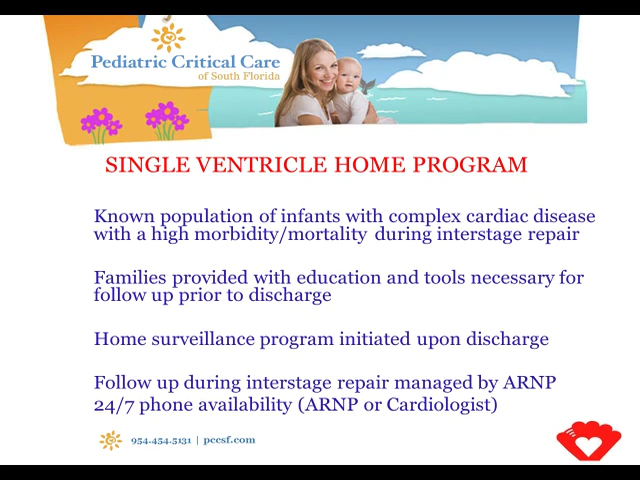 Pediatric Critical Care
of South Florida
SINGLE VENTRICLE HOME PROGRAM
Known population of infants with complex cardiac disease
with a high morbidity/mortality during interstage repair
Families provided with education and tools necessary for
follow up prior to discharge
Home surveillance program initiated upon discharge
Follow up during interstage repair managed by ARNP
24/7 phone availability (ARNP or Cardiologist)
954.454.5131 | pccsf.com